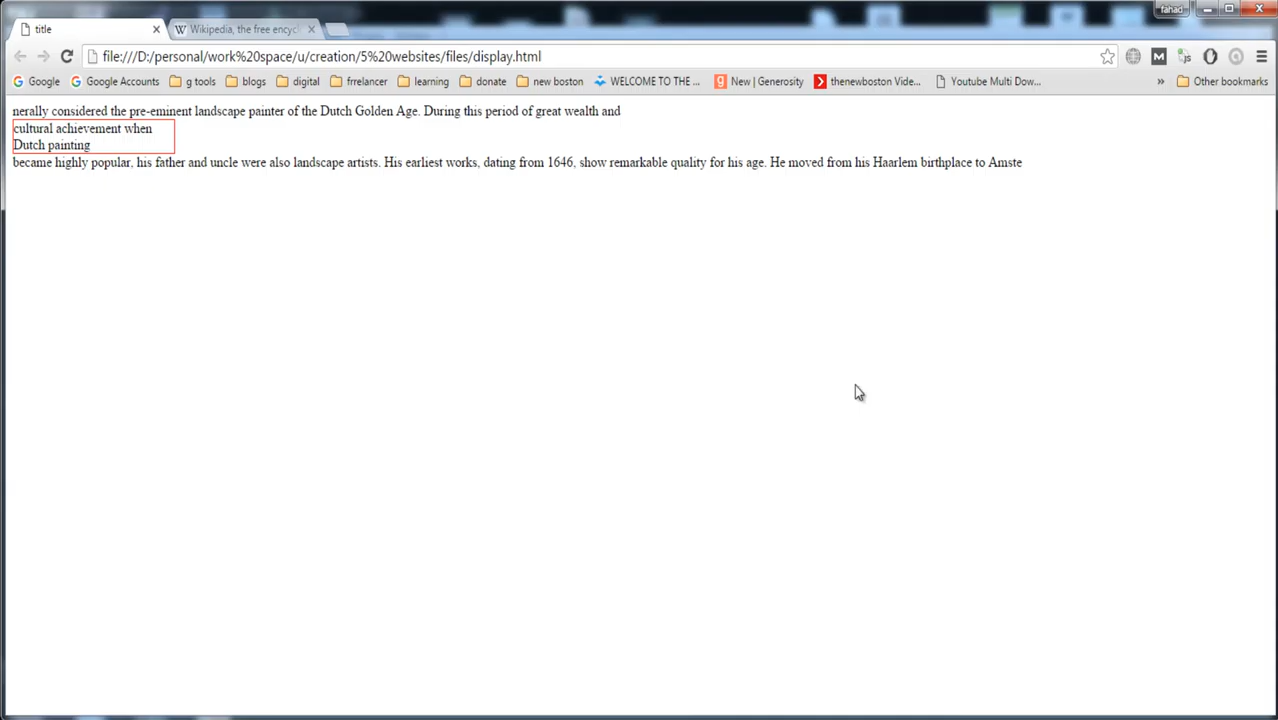 fahad
title
Wikipedia, the free encycl
file:///D:/personal/work%20space/u/creation/5%20websites/files/display.html
Google Google Accounts g tools blogs digital frrelancer learning donate new boston WELCOME TO THE ... New | Generosity thenewboston Vide... Youtube Multi Dow... » Other bookmarks
nerally considered the pre-eminent landscape painter of the Dutch Golden Age. During this period of great wealth and
cultural achievement when
Dutch painting
became highly popular, his father and uncle were also landscape artists. His earliest works, dating from 1646, show remarkable quality for his age. He moved from his Haarlem birthplace to Amste